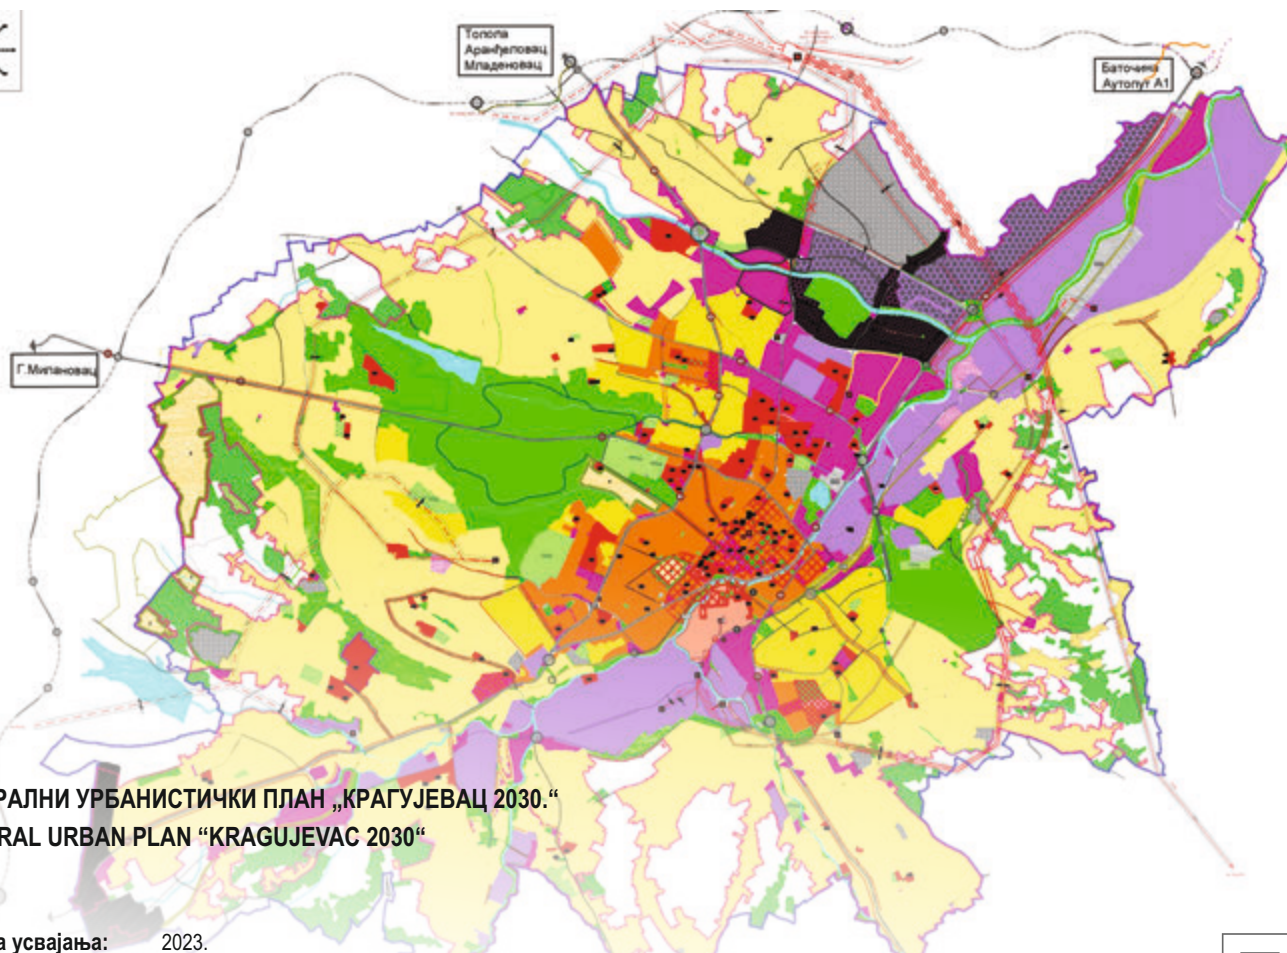 Топола
Аранђеловац
Младеновац
Баточина
Аутопут А1
Г.Милановац
РАЛНИ УРБАНИСТИЧКИ ПЛАН „КРАГУЈЕВАЦ 2030.“
RAL URBAN PLAN “KRAGUJEVAC 2030“
а усвајања: 2023.